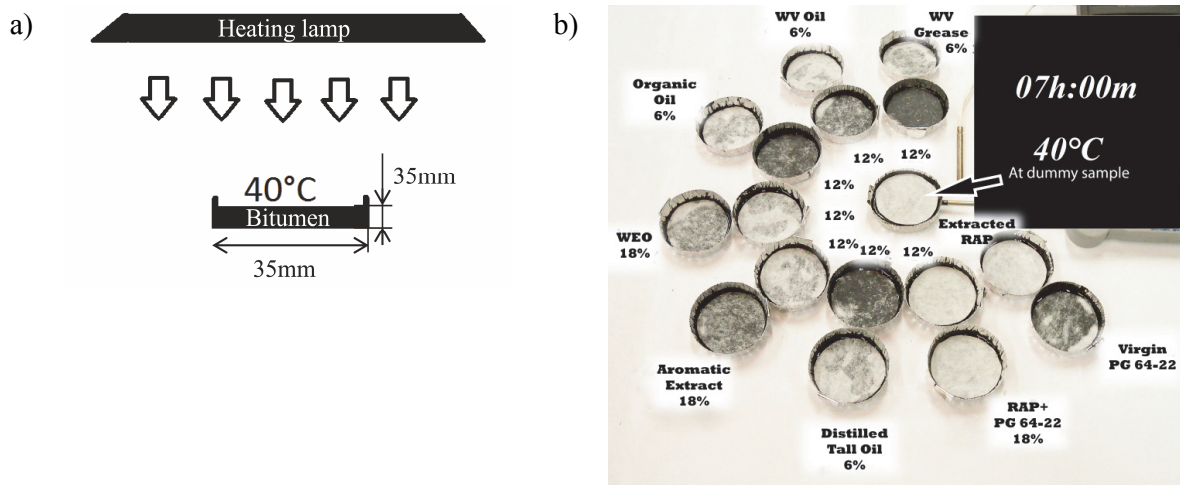 a)
Heating lamp
40°C
Bitumen
35mm
35mm
b)
WV Oil
6%
WV
Grease
6%
Organic
Oil
6%
07h:00m
40°C
At dummy sample
12%
12%
12%
12%
12%
12%
12%
Extracted
RAP
WEO
18%
Virgin
PG 64-22
Aromatic
Extract
18%
RAP+
PG 64-22
18%
Distilled
Tall Oil
6%